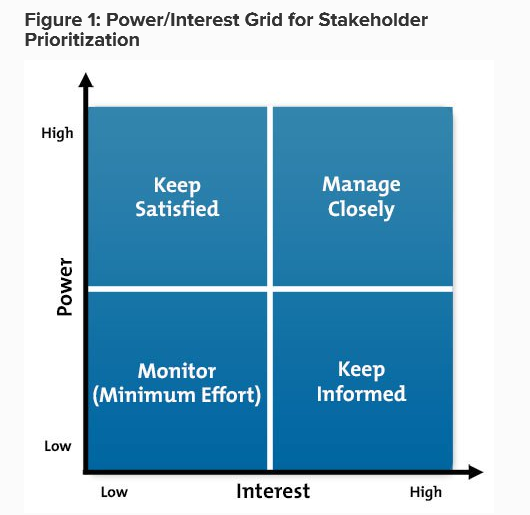 Figure 1: Power/Interest Grid for Stakeholder
Prioritization
High
Keep
Satisfied
Manage
Closely
Power
Monitor
(Minimum Effort)
Keep
Informed
Low
Low
Interest
High